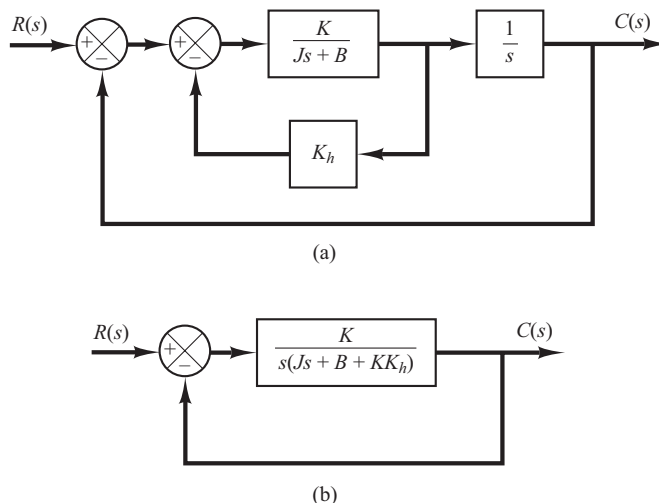 R(s) + − + − K/(Js + B) 1/s C(s)
K_h
(a)
R(s) + − K/(s(Js + B + KK_h)) C(s)
(b)